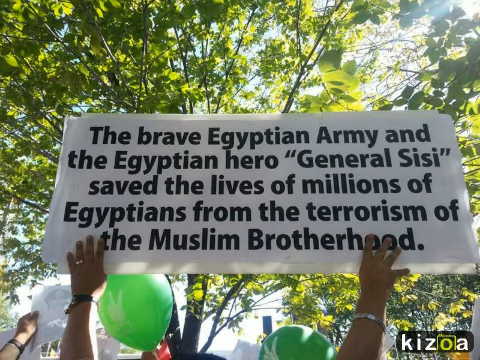 The brave Egyptian Army and
the Egyptian hero “General Sisi”
saved the lives of millions of
Egyptians from the terrorism of
the Muslim Brotherhood.
kizoa